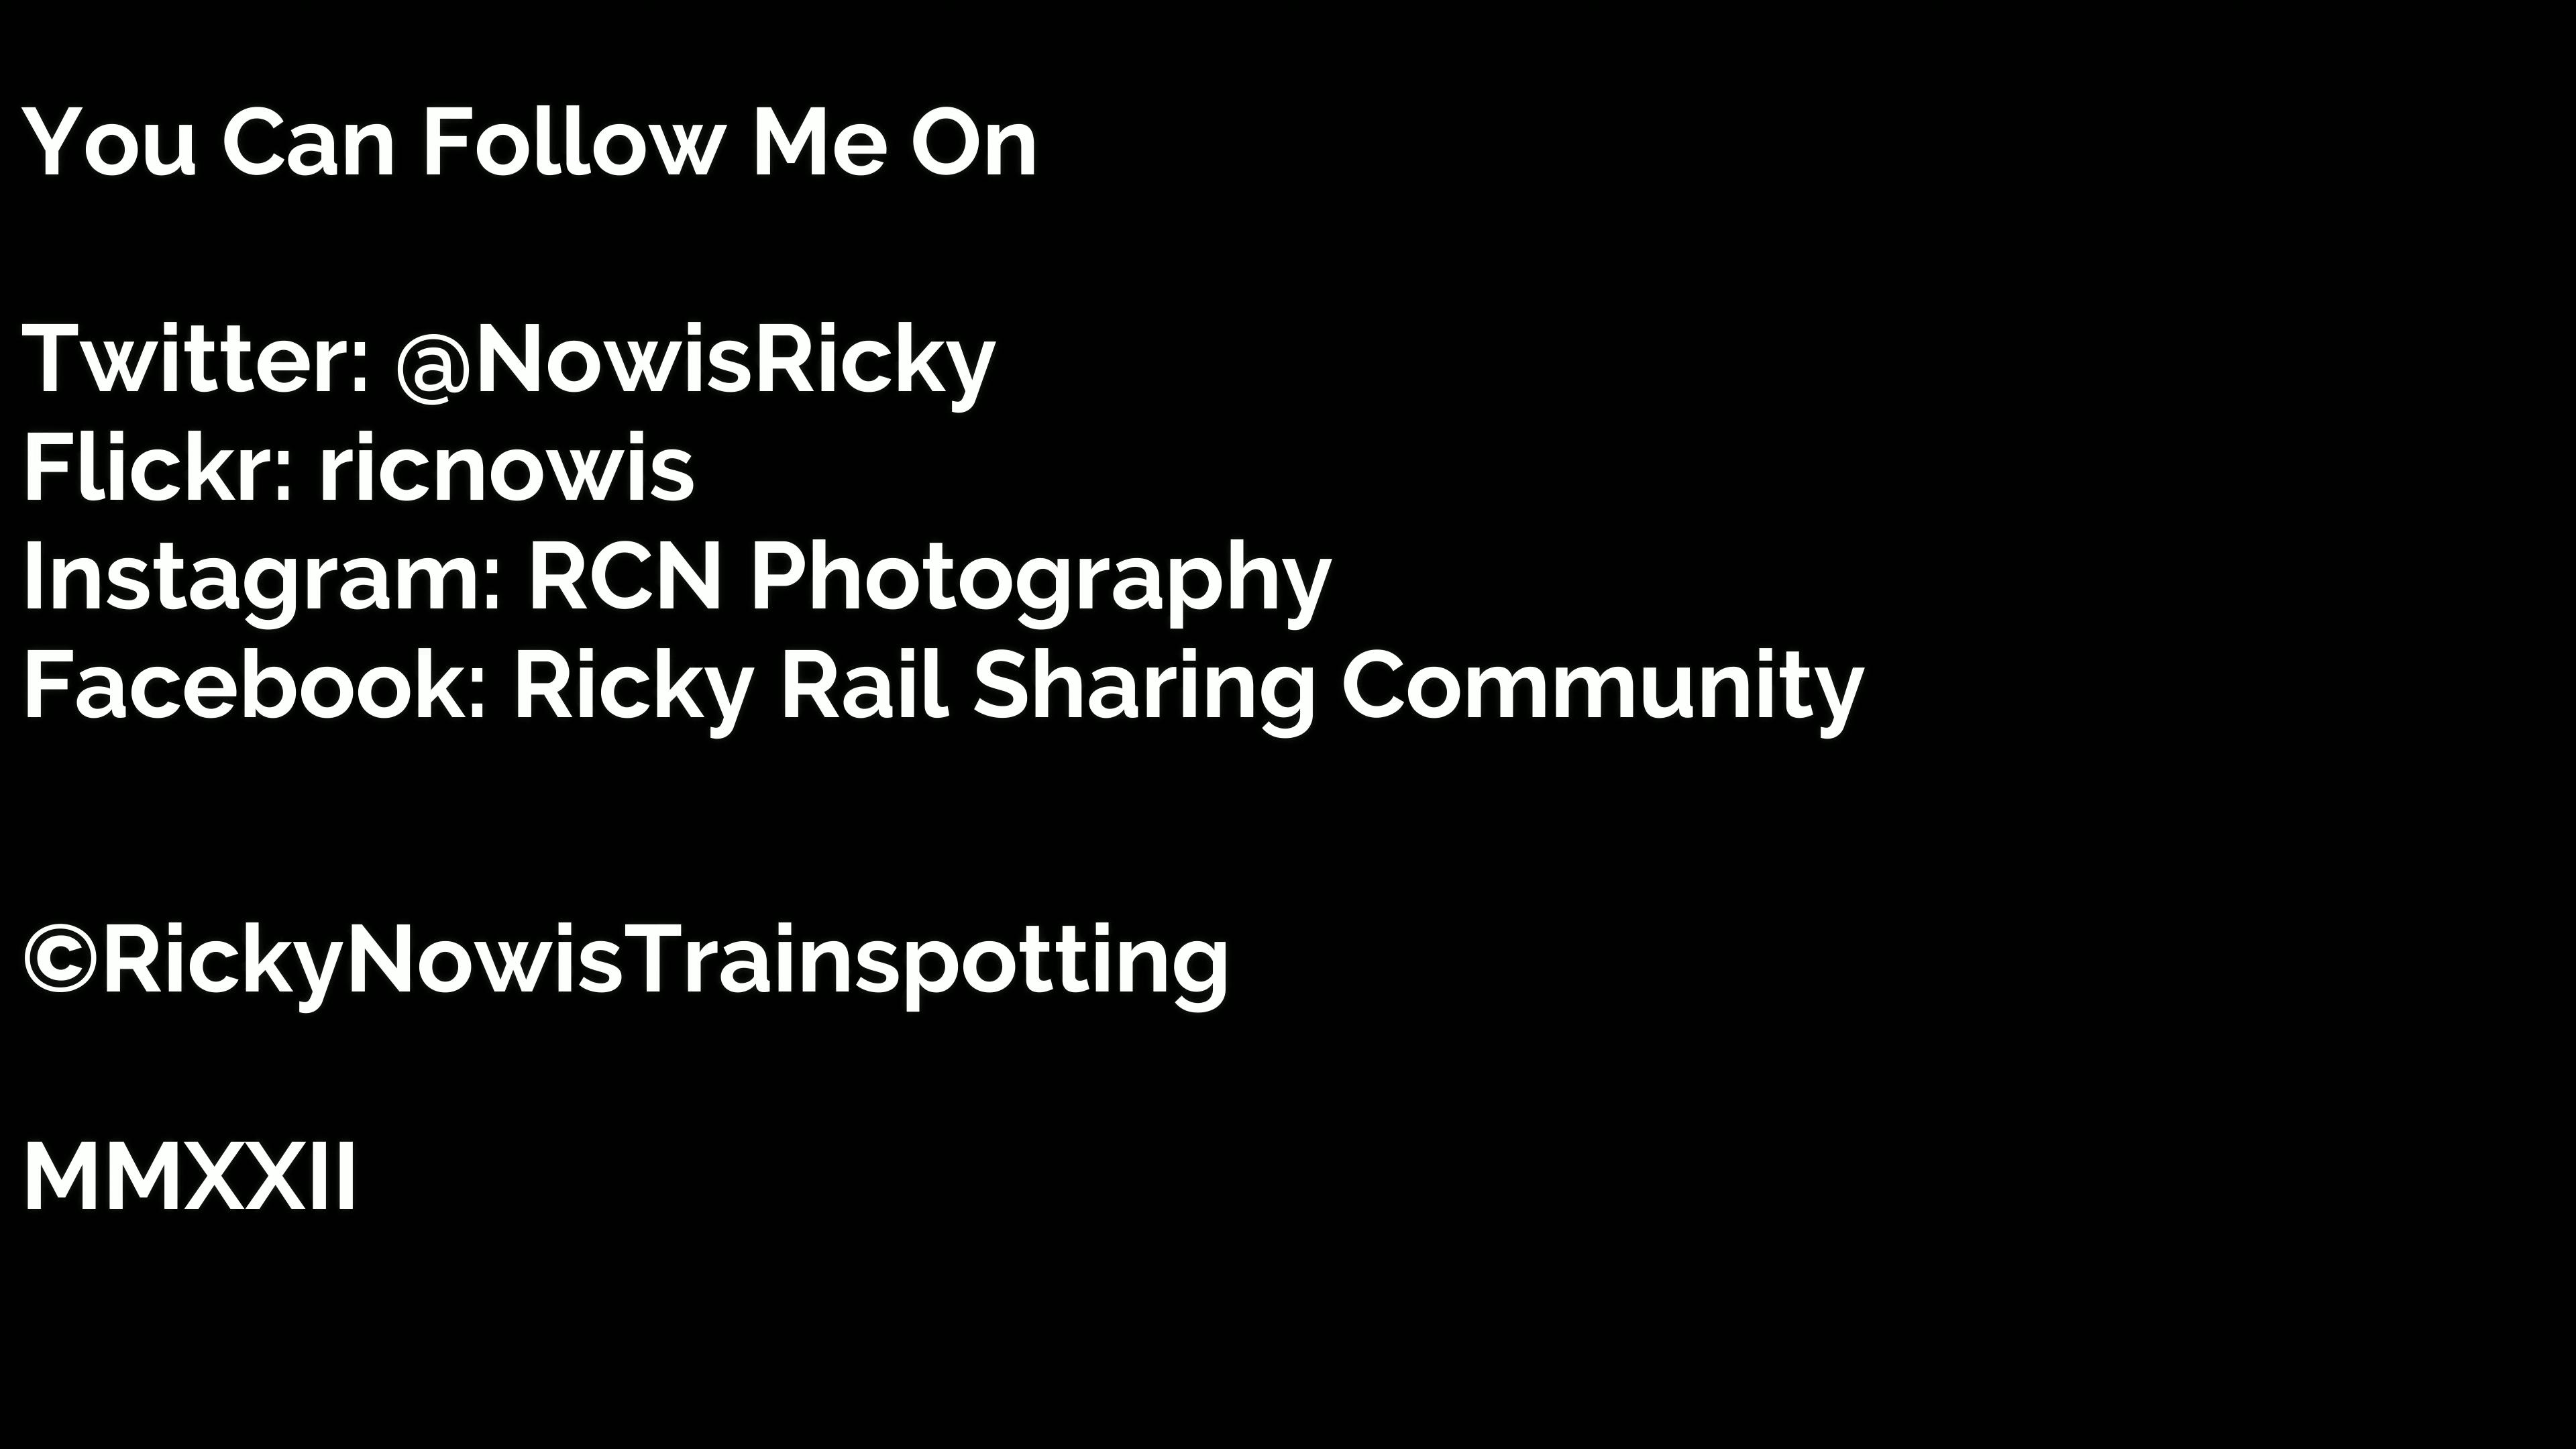 You Can Follow Me On
Twitter: @NowisRicky
Flickr: ricnowis
Instagram: RCN Photography
Facebook: Ricky Rail Sharing Community
©RickyNowisTrainspotting
MMXXII